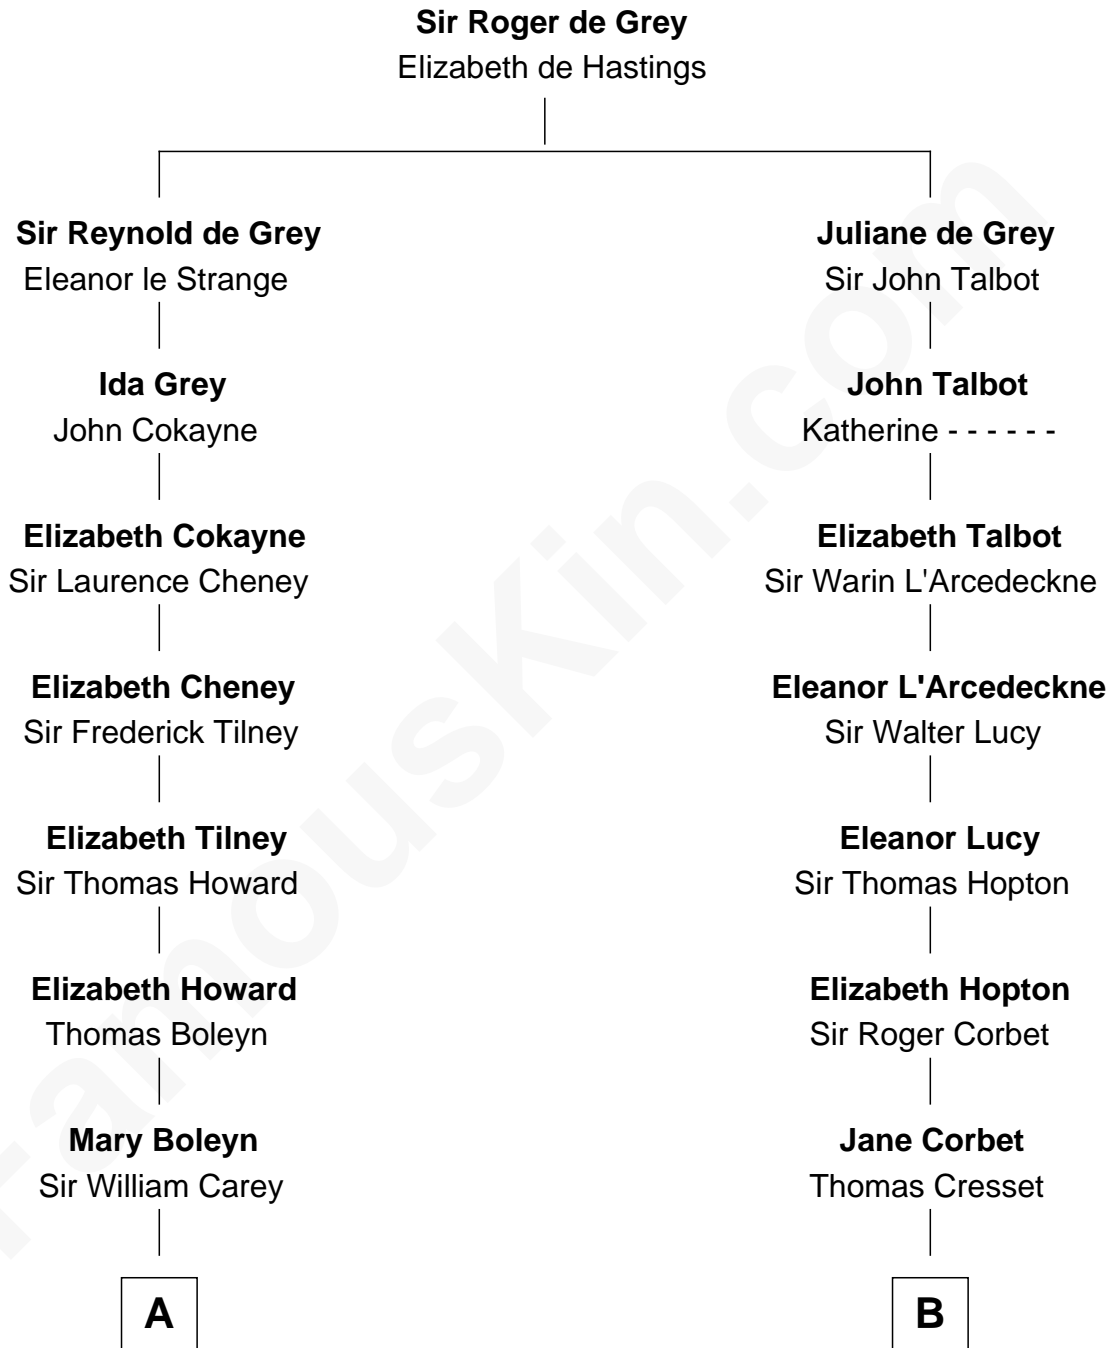 Sir Roger de Grey
Elizabeth de Hastings
Sir Reynold de Grey
Eleanor le Strange
Ida Grey
John Cokayne
Elizabeth Cokayne
Sir Laurence Cheney
Elizabeth Cheney
Sir Frederick Tilney
Elizabeth Tilney
Sir Thomas Howard
Elizabeth Howard
Thomas Boleyn
Mary Boleyn
Sir William Carey
A
Juliane de Grey
Sir John Talbot
John Talbot
Katherine - - - - - -
Elizabeth Talbot
Sir Warin L'Arcedeckne
Eleanor L'Arcedeckne
Sir Walter Lucy
Eleanor Lucy
Sir Thomas Hopton
Elizabeth Hopton
Sir Roger Corbet
Jane Corbet
Thomas Cresset
B
FamousKin.com